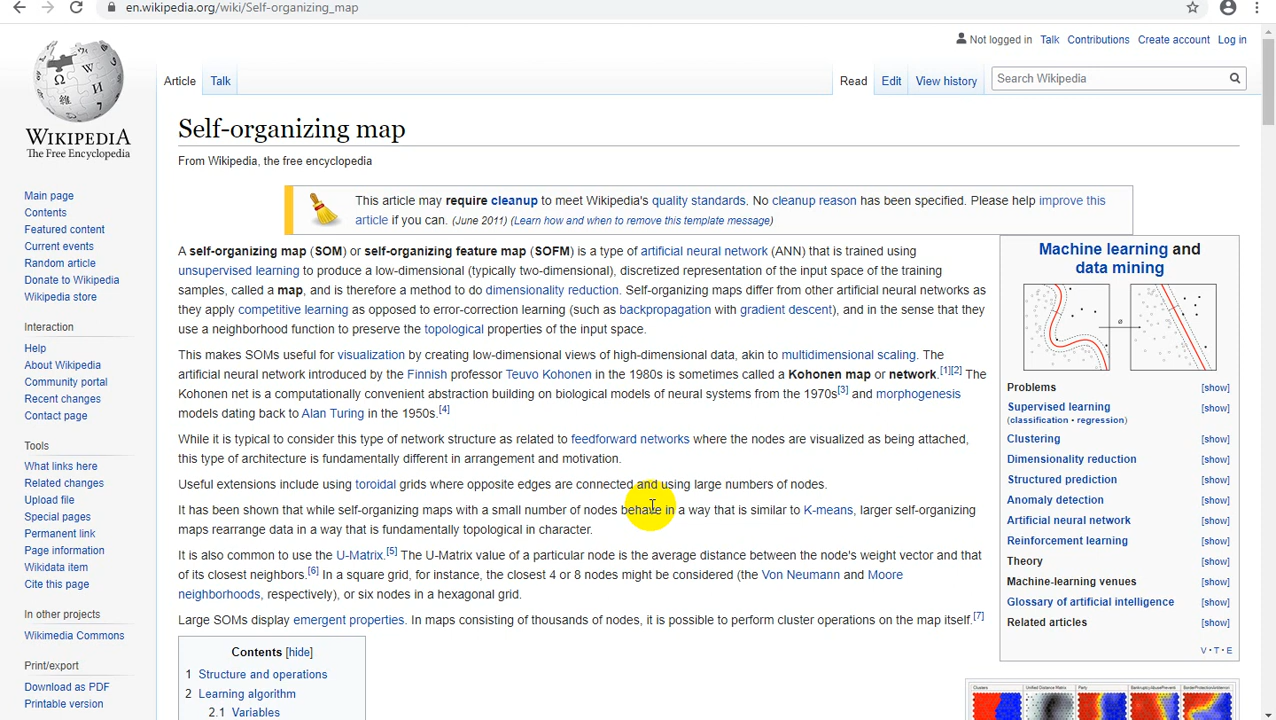 en.wikipedia.org/wiki/Self-organizing_map
Not logged in Talk Contributions Create account Log in
Article Talk Read Edit View history Search Wikipedia
WIKIPEDIA
The Free Encyclopedia
Main page
Contents
Featured content
Current events
Random article
Donate to Wikipedia
Wikipedia store
Interaction
Help
About Wikipedia
Community portal
Recent changes
Contact page
Tools
What links here
Related changes
Upload file
Special pages
Permanent link
Page information
Wikidata item
Cite this page
In other projects
Wikimedia Commons
Print/export
Download as PDF
Printable version
Self-organizing map
From Wikipedia, the free encyclopedia
This article may require cleanup to meet Wikipedia's quality standards. No cleanup reason has been specified. Please help improve this
article if you can. (June 2011) (Learn how and when to remove this template message)
A self-organizing map (SOM) or self-organizing feature map (SOFM) is a type of artificial neural network (ANN) that is trained using
unsupervised learning to produce a low-dimensional (typically two-dimensional), discretized representation of the input space of the training
samples, called a map, and is therefore a method to do dimensionality reduction. Self-organizing maps differ from other artificial neural networks as
they apply competitive learning as opposed to error-correction learning (such as backpropagation with gradient descent), and in the sense that they
use a neighborhood function to preserve the topological properties of the input space.
This makes SOMs useful for visualization by creating low-dimensional views of high-dimensional data, akin to multidimensional scaling. The
artificial neural network introduced by the Finnish professor Teuvo Kohonen in the 1980s is sometimes called a Kohonen map or network.[1][2] The
Kohonen net is a computationally convenient abstraction building on biological models of neural systems from the 1970s[3] and morphogenesis
models dating back to Alan Turing in the 1950s.[4]
While it is typical to consider this type of network structure as related to feedforward networks where the nodes are visualized as being attached,
this type of architecture is fundamentally different in arrangement and motivation.
Useful extensions include using toroidal grids where opposite edges are connected and using large numbers of nodes.
It has been shown that while self-organizing maps with a small number of nodes behave in a way that is similar to K-means, larger self-organizing
maps rearrange data in a way that is fundamentally topological in character.
It is also common to use the U-Matrix.[5] The U-Matrix value of a particular node is the average distance between the node's weight vector and that
of its closest neighbors.[6] In a square grid, for instance, the closest 4 or 8 nodes might be considered (the Von Neumann and Moore
neighborhoods, respectively), or six nodes in a hexagonal grid.
Large SOMs display emergent properties. In maps consisting of thousands of nodes, it is possible to perform cluster operations on the map itself.[7]
Contents [hide]
1 Structure and operations
2 Learning algorithm
2.1 Variables
Machine learning and
data mining
Problems [show]
Supervised learning [show]
(classification • regression)
Clustering [show]
Dimensionality reduction [show]
Structured prediction [show]
Anomaly detection [show]
Artificial neural network [show]
Reinforcement learning [show]
Theory [show]
Machine-learning venues [show]
Glossary of artificial intelligence [show]
Related articles [show]
V • T • E
Clusters Unified Distance Matrix Party